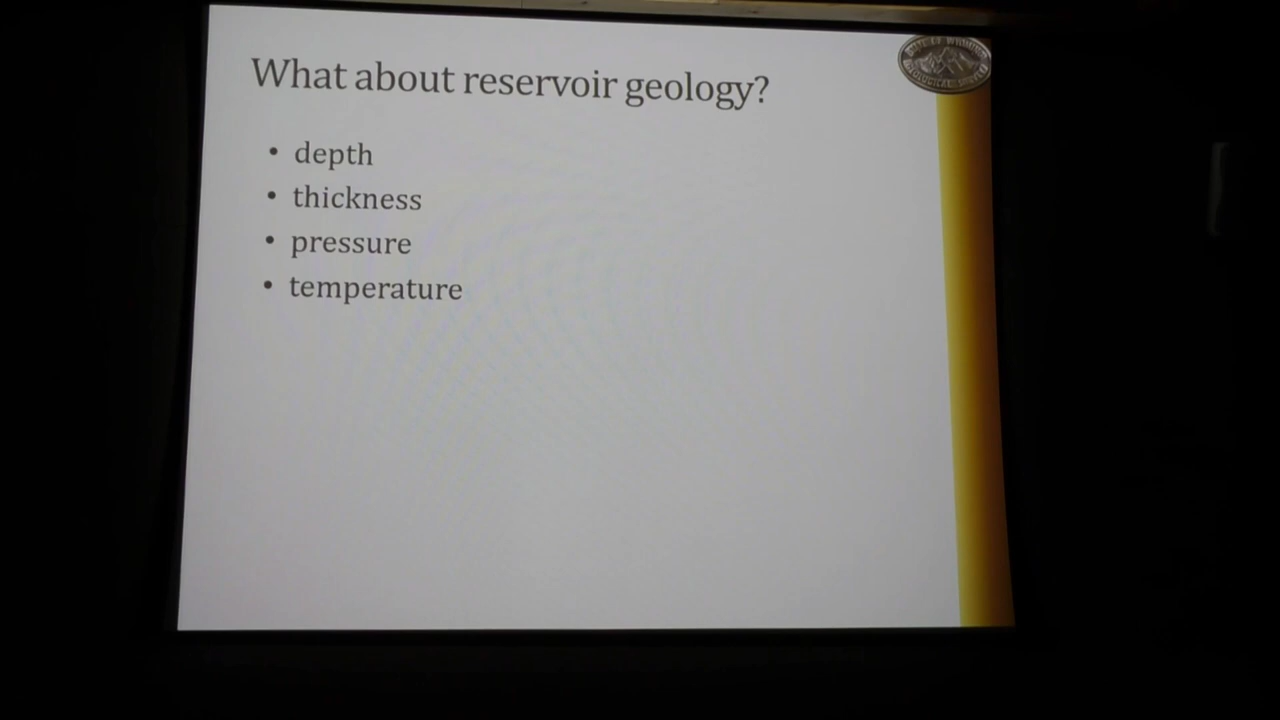 What about reservoir geology?
• depth
• thickness
• pressure
• temperature